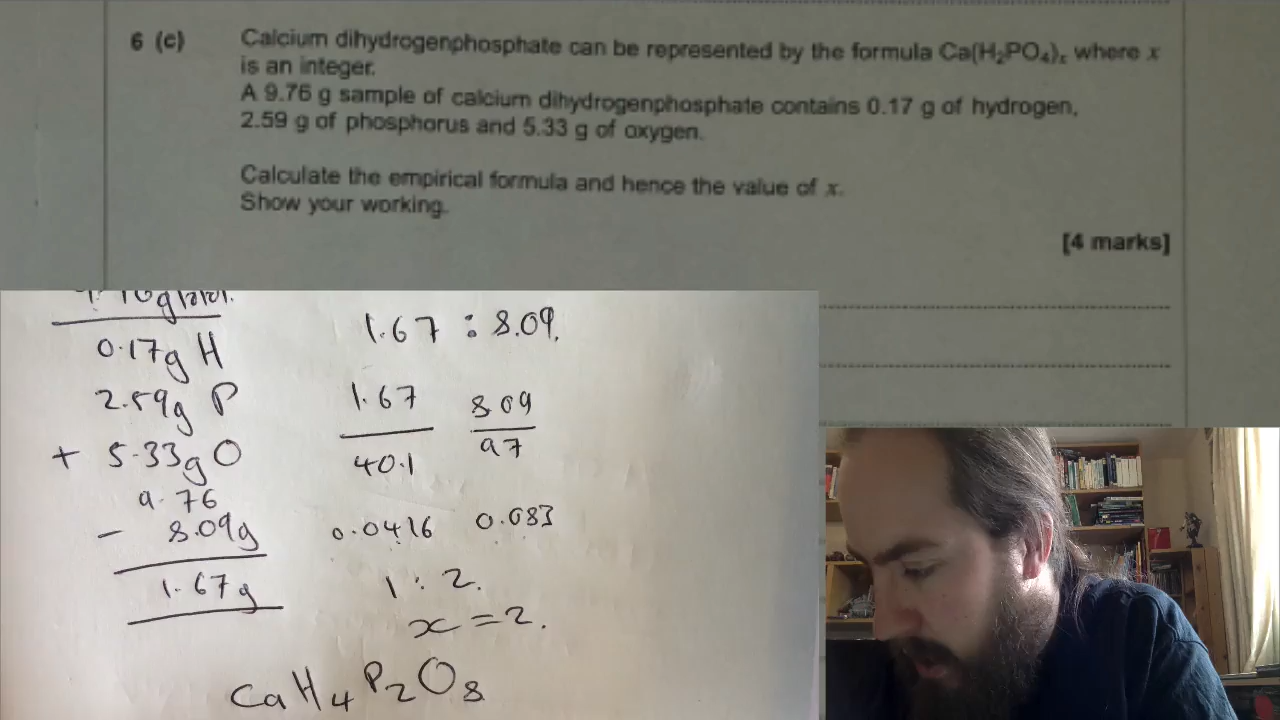 6 (c) Calcium dihydrogenphosphate can be represented by the formula Ca(H₂PO₄)ₓ where x
is an integer.
A 9.76 g sample of calcium dihydrogenphosphate contains 0.17 g of hydrogen,
2.59 g of phosphorus and 5.33 g of oxygen.
Calculate the empirical formula and hence the value of x.
Show your working.
[4 marks]
0.17g H
2.59g P
+ 5.33g O
9.76
- 8.09g
1.67g
1.67 : 8.09.
1.67 8.09
40.1 97
0.0416 0.083
1 : 2.
x = 2.
CaH₄P₂O₈